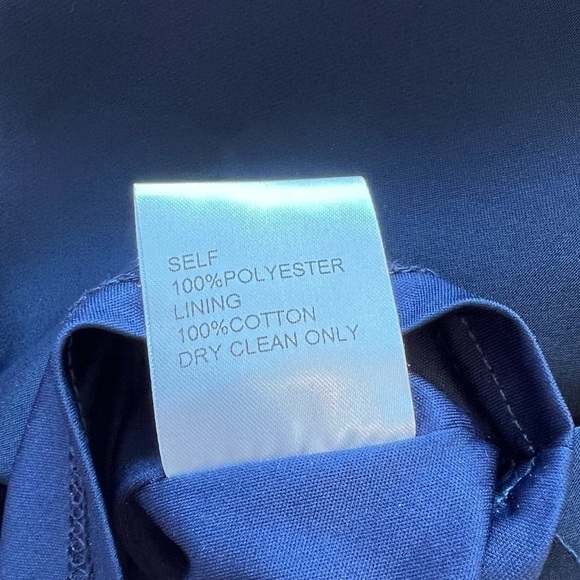 SELF
100%POLYESTER
LINING
100%COTTON
DRY CLEAN ONLY